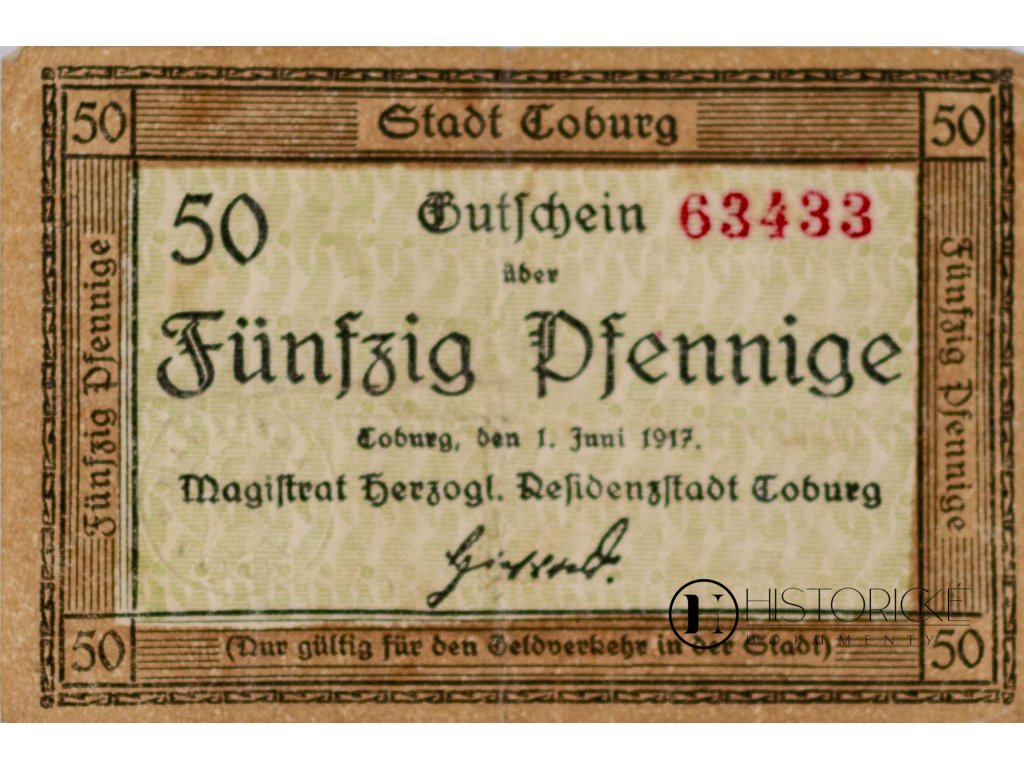 50 Stadt Coburg 50
50 Gutschein 63433
über
Fünfzig Pfennige
Fünfzig Pfennige
Fünfzig Pfennige
Coburg, den 1. Juni 1917.
Magistrat Herzogl. Residenzstadt Coburg
HISTORICKÉ
DOKUMENTY
50 (Nur gültig für den Geldverkehr in der Stadt) 50